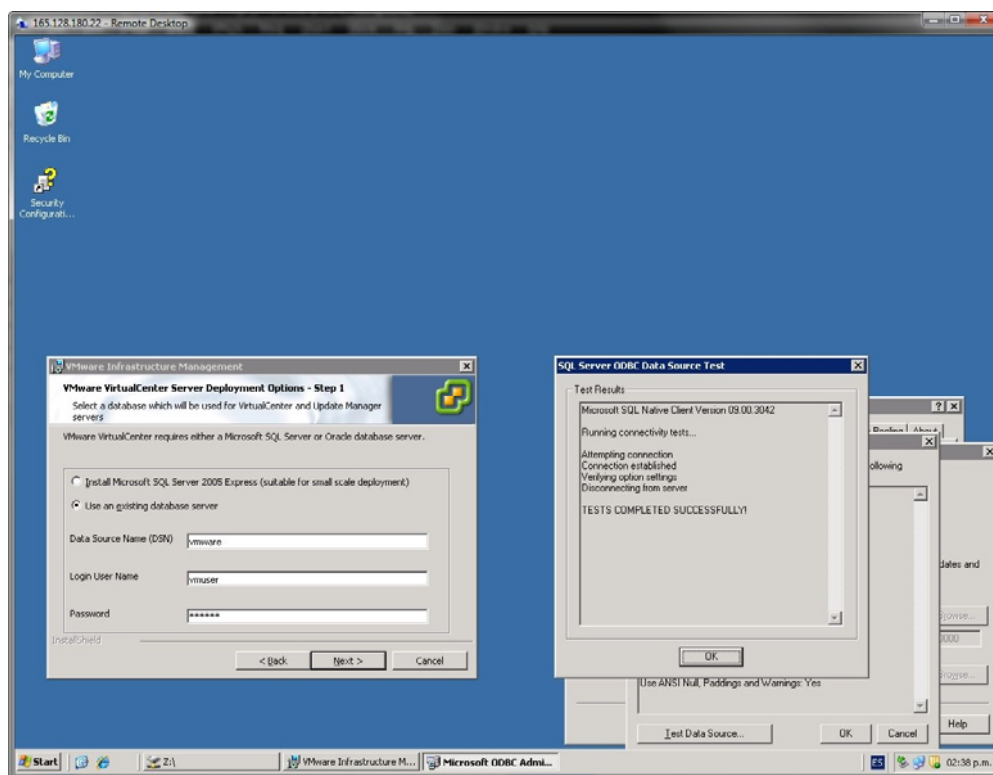 165.128.180.22 - Remote Desktop
My Computer
Recycle Bin
Security
Configurati...
VMware Infrastructure Management
VMware VirtualCenter Server Deployment Options - Step 1
Select a database which will be used for VirtualCenter and Update Manager
servers
VMware VirtualCenter requires either a Microsoft SQL Server or Oracle database server.
Install Microsoft SQL Server 2005 Express (suitable for small scale deployment)
Use an existing database server
Data Source Name (DSN)
vmware
Login User Name
vmuser
Password
******
InstallShield
< Back
Next >
Cancel
SQL Server ODBC Data Source Test
Test Results
Microsoft SQL Native Client Version 09.00.3042
Running connectivity tests...
Attempting connection
Connection established
Verifying option settings
Disconnecting from server
TESTS COMPLETED SUCCESSFULLY!
OK
Pooling
About
ollowing
dates and
Browse...
0000
Browse...
Use ANSI Null, Paddings and Warnings: Yes
Test Data Source...
OK
Cancel
Help
Start
Z:\
VMware Infrastructure M...
Microsoft ODBC Admi...
ES
02:38 p.m.